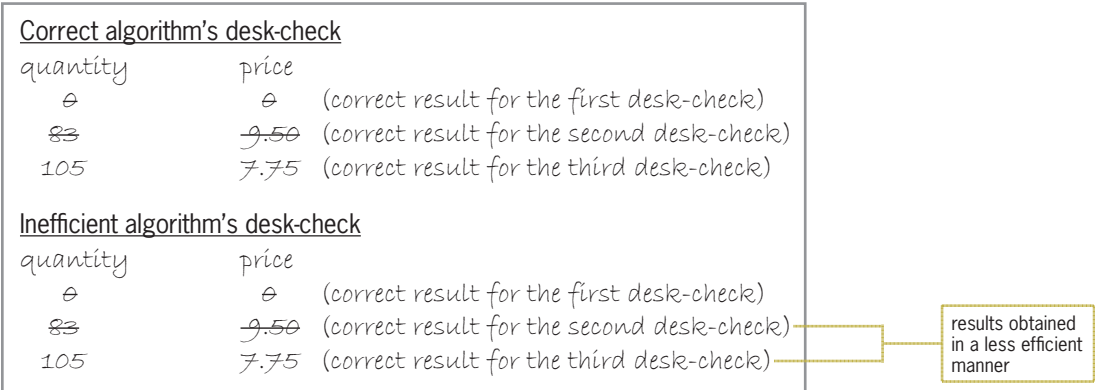 Correct algorithm's desk-check
quantity price
0 0 (correct result for the first desk-check)
83 9.50 (correct result for the second desk-check)
105 7.75 (correct result for the third desk-check)
Inefficient algorithm's desk-check
quantity price
0 0 (correct result for the first desk-check)
83 9.50 (correct result for the second desk-check)
105 7.75 (correct result for the third desk-check)
results obtained
in a less efficient
manner